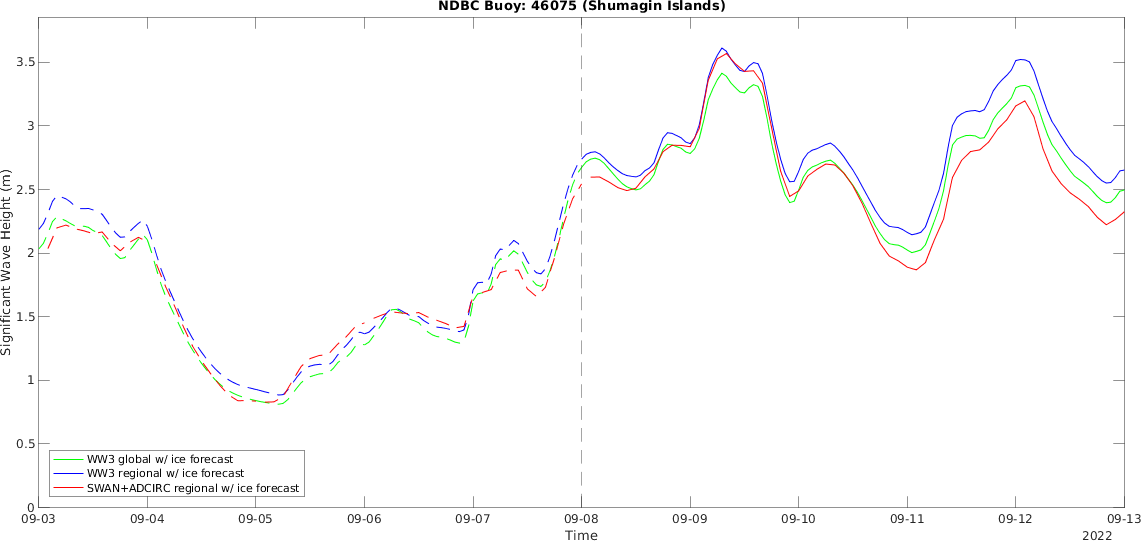 NDBC Buoy: 46075 (Shumagin Islands)
Significant Wave Height (m)
3.5
3
2.5
2
1.5
1
0.5
0
WW3 global w/ ice forecast
WW3 regional w/ ice forecast
SWAN+ADCIRC regional w/ ice forecast
09-03 09-04 09-05 09-06 09-07 09-08 09-09 09-10 09-11 09-12 09-13
Time
2022